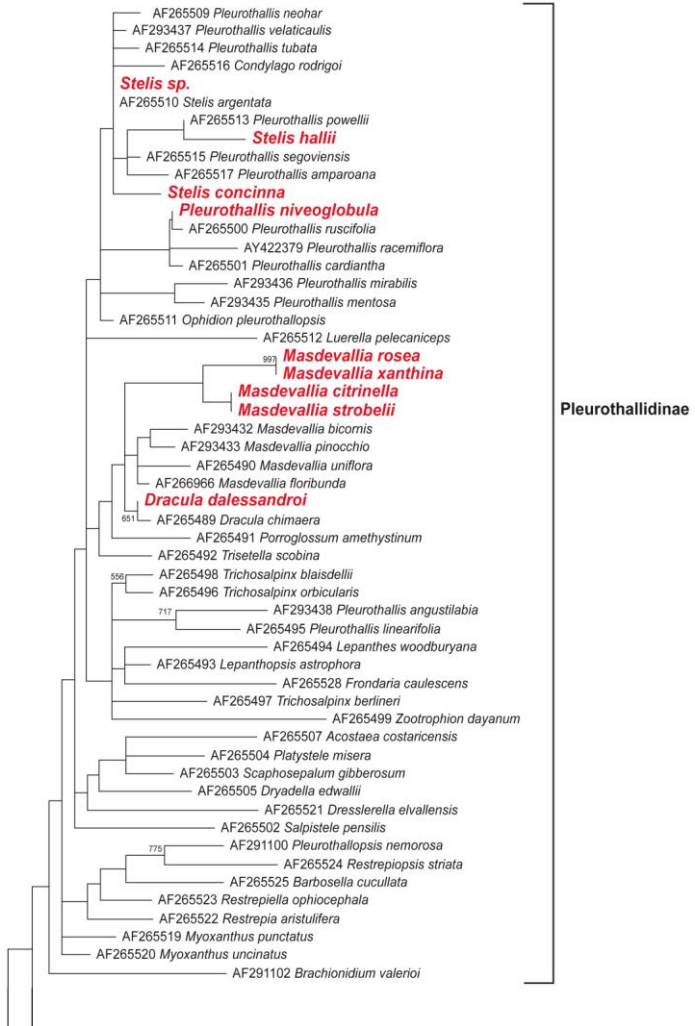 AF265509 Pleurothallis neohar
AF293437 Pleurothallis velaticaulis
AF265514 Pleurothallis tubata
AF265516 Condylago rodrigoi
Stelis sp.
AF265510 Stelis argentata
AF265513 Pleurothallis powellii
Stelis hallii
AF265515 Pleurothallis segoviensis
AF265517 Pleurothallis amparoana
Stelis concinna
Pleurothallis niveoglobula
AF265500 Pleurothallis ruscifolia
AY422379 Pleurothallis racemiflora
AF265501 Pleurothallis cardiantha
AF293436 Pleurothallis mirabilis
AF293435 Pleurothallis mentosa
AF265511 Ophidion pleurothallopsis
AF265512 Luerella pelecaniceps
997 Masdevallia rosea
Masdevallia xanthina
Masdevallia citrinella
Masdevallia strobelii
Pleurothallidinae
AF293432 Masdevallia bicornis
AF293433 Masdevallia pinocchio
AF265490 Masdevallia uniflora
AF266966 Masdevallia floribunda
Dracula dalessandroi
651 AF265489 Dracula chimaera
AF265491 Porroglossum amethystinum
AF265492 Trisetella scobina
556 AF265498 Trichosalpinx blaisdellii
AF265496 Trichosalpinx orbicularis
717 AF293438 Pleurothallis angustilabia
AF265495 Pleurothallis linearifolia
AF265494 Lepanthes woodburyana
AF265493 Lepanthopsis astrophora
AF265528 Frondaria caulescens
AF265497 Trichosalpinx berlineri
AF265499 Zootrophion dayanum
AF265507 Acostaea costaricensis
AF265504 Platystele misera
AF265503 Scaphosepalum gibberosum
AF265505 Dryadella edwallii
AF265521 Dresslerella elvallensis
AF265502 Salpistele pensilis
775 AF291100 Pleurothallopsis nemorosa
AF265524 Restrepiopsis striata
AF265525 Barbosella cucullata
AF265523 Restrepiella ophiocephala
AF265522 Restrepia aristulifera
AF265519 Myoxanthus punctatus
AF265520 Myoxanthus uncinatus
AF291102 Brachionidium valerioi